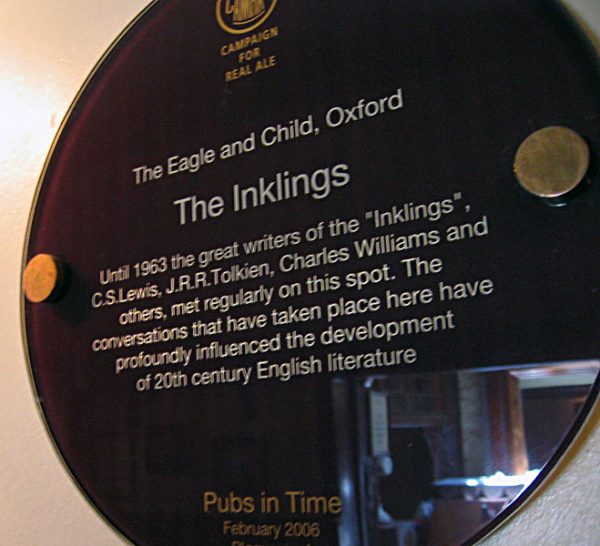 CAMRA
CAMPAIGN
FOR
REAL ALE
The Eagle and Child, Oxford
The Inklings
Until 1963 the great writers of the "Inklings",
C.S.Lewis, J.R.R.Tolkien, Charles Williams and
others, met regularly on this spot. The
conversations that have taken place here have
profoundly influenced the development
of 20th century English literature
Pubs in Time
February 2006